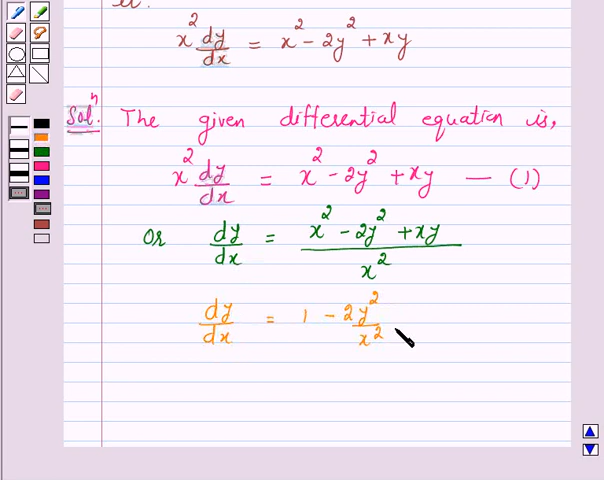 x² dy/dx = x² - 2y² + xy
Solⁿ. The given differential equation is,
x² dy/dx = x² - 2y² + xy — (1)
or dy/dx = (x² - 2y² + xy)/x²
dy/dx = 1 - 2y²/x²